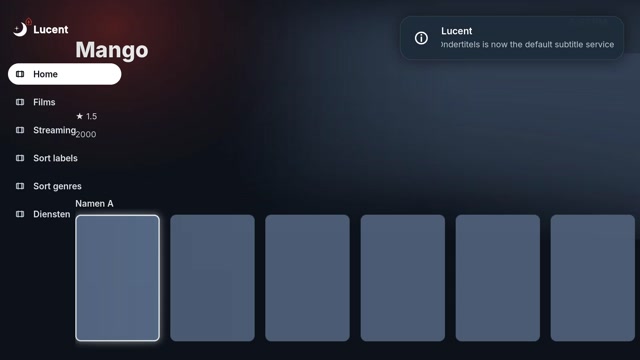 Lucent
Mango
Home
Films
★ 1.5
Streaming
2000
Sort labels
Sort genres
Namen A
Diensten
Lucent
is now the default subtitle service